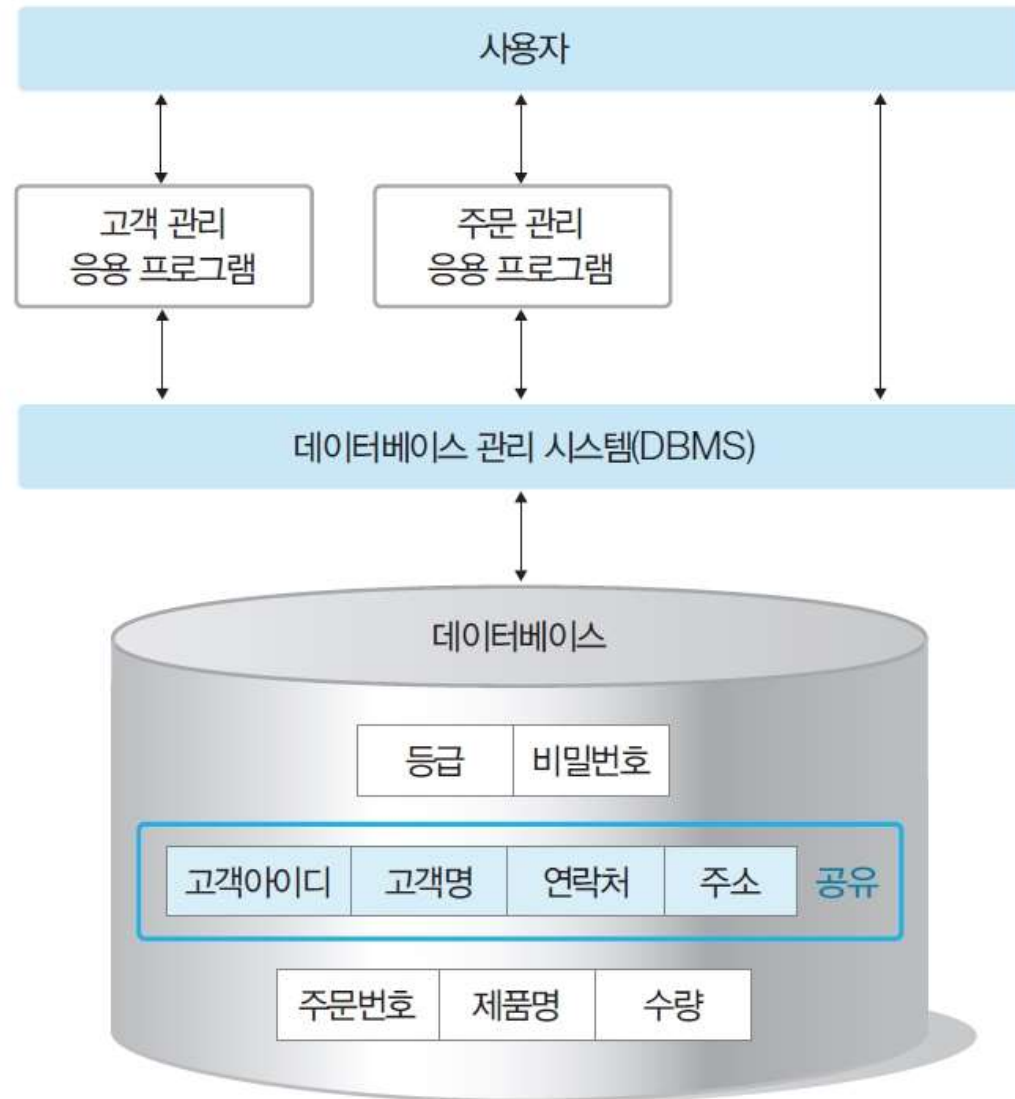 사용자
고객 관리
응용 프로그램
주문 관리
응용 프로그램
데이터베이스 관리 시스템(DBMS)
데이터베이스
등급 비밀번호
고객아이디 고객명 연락처 주소 공유
주문번호 제품명 수량